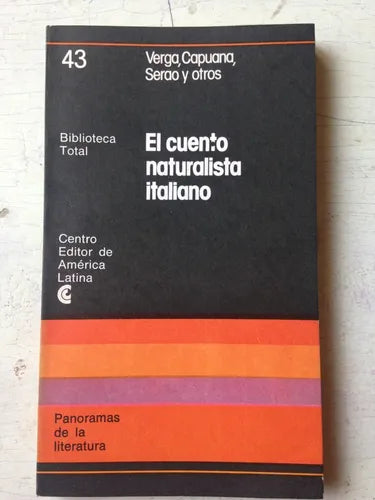 43
Verga, Capuana,
Serao y otros
Biblioteca
Total
El cuento
naturalista
italiano
Centro
Editor de
América
Latina
Panoramas
de la
literatura